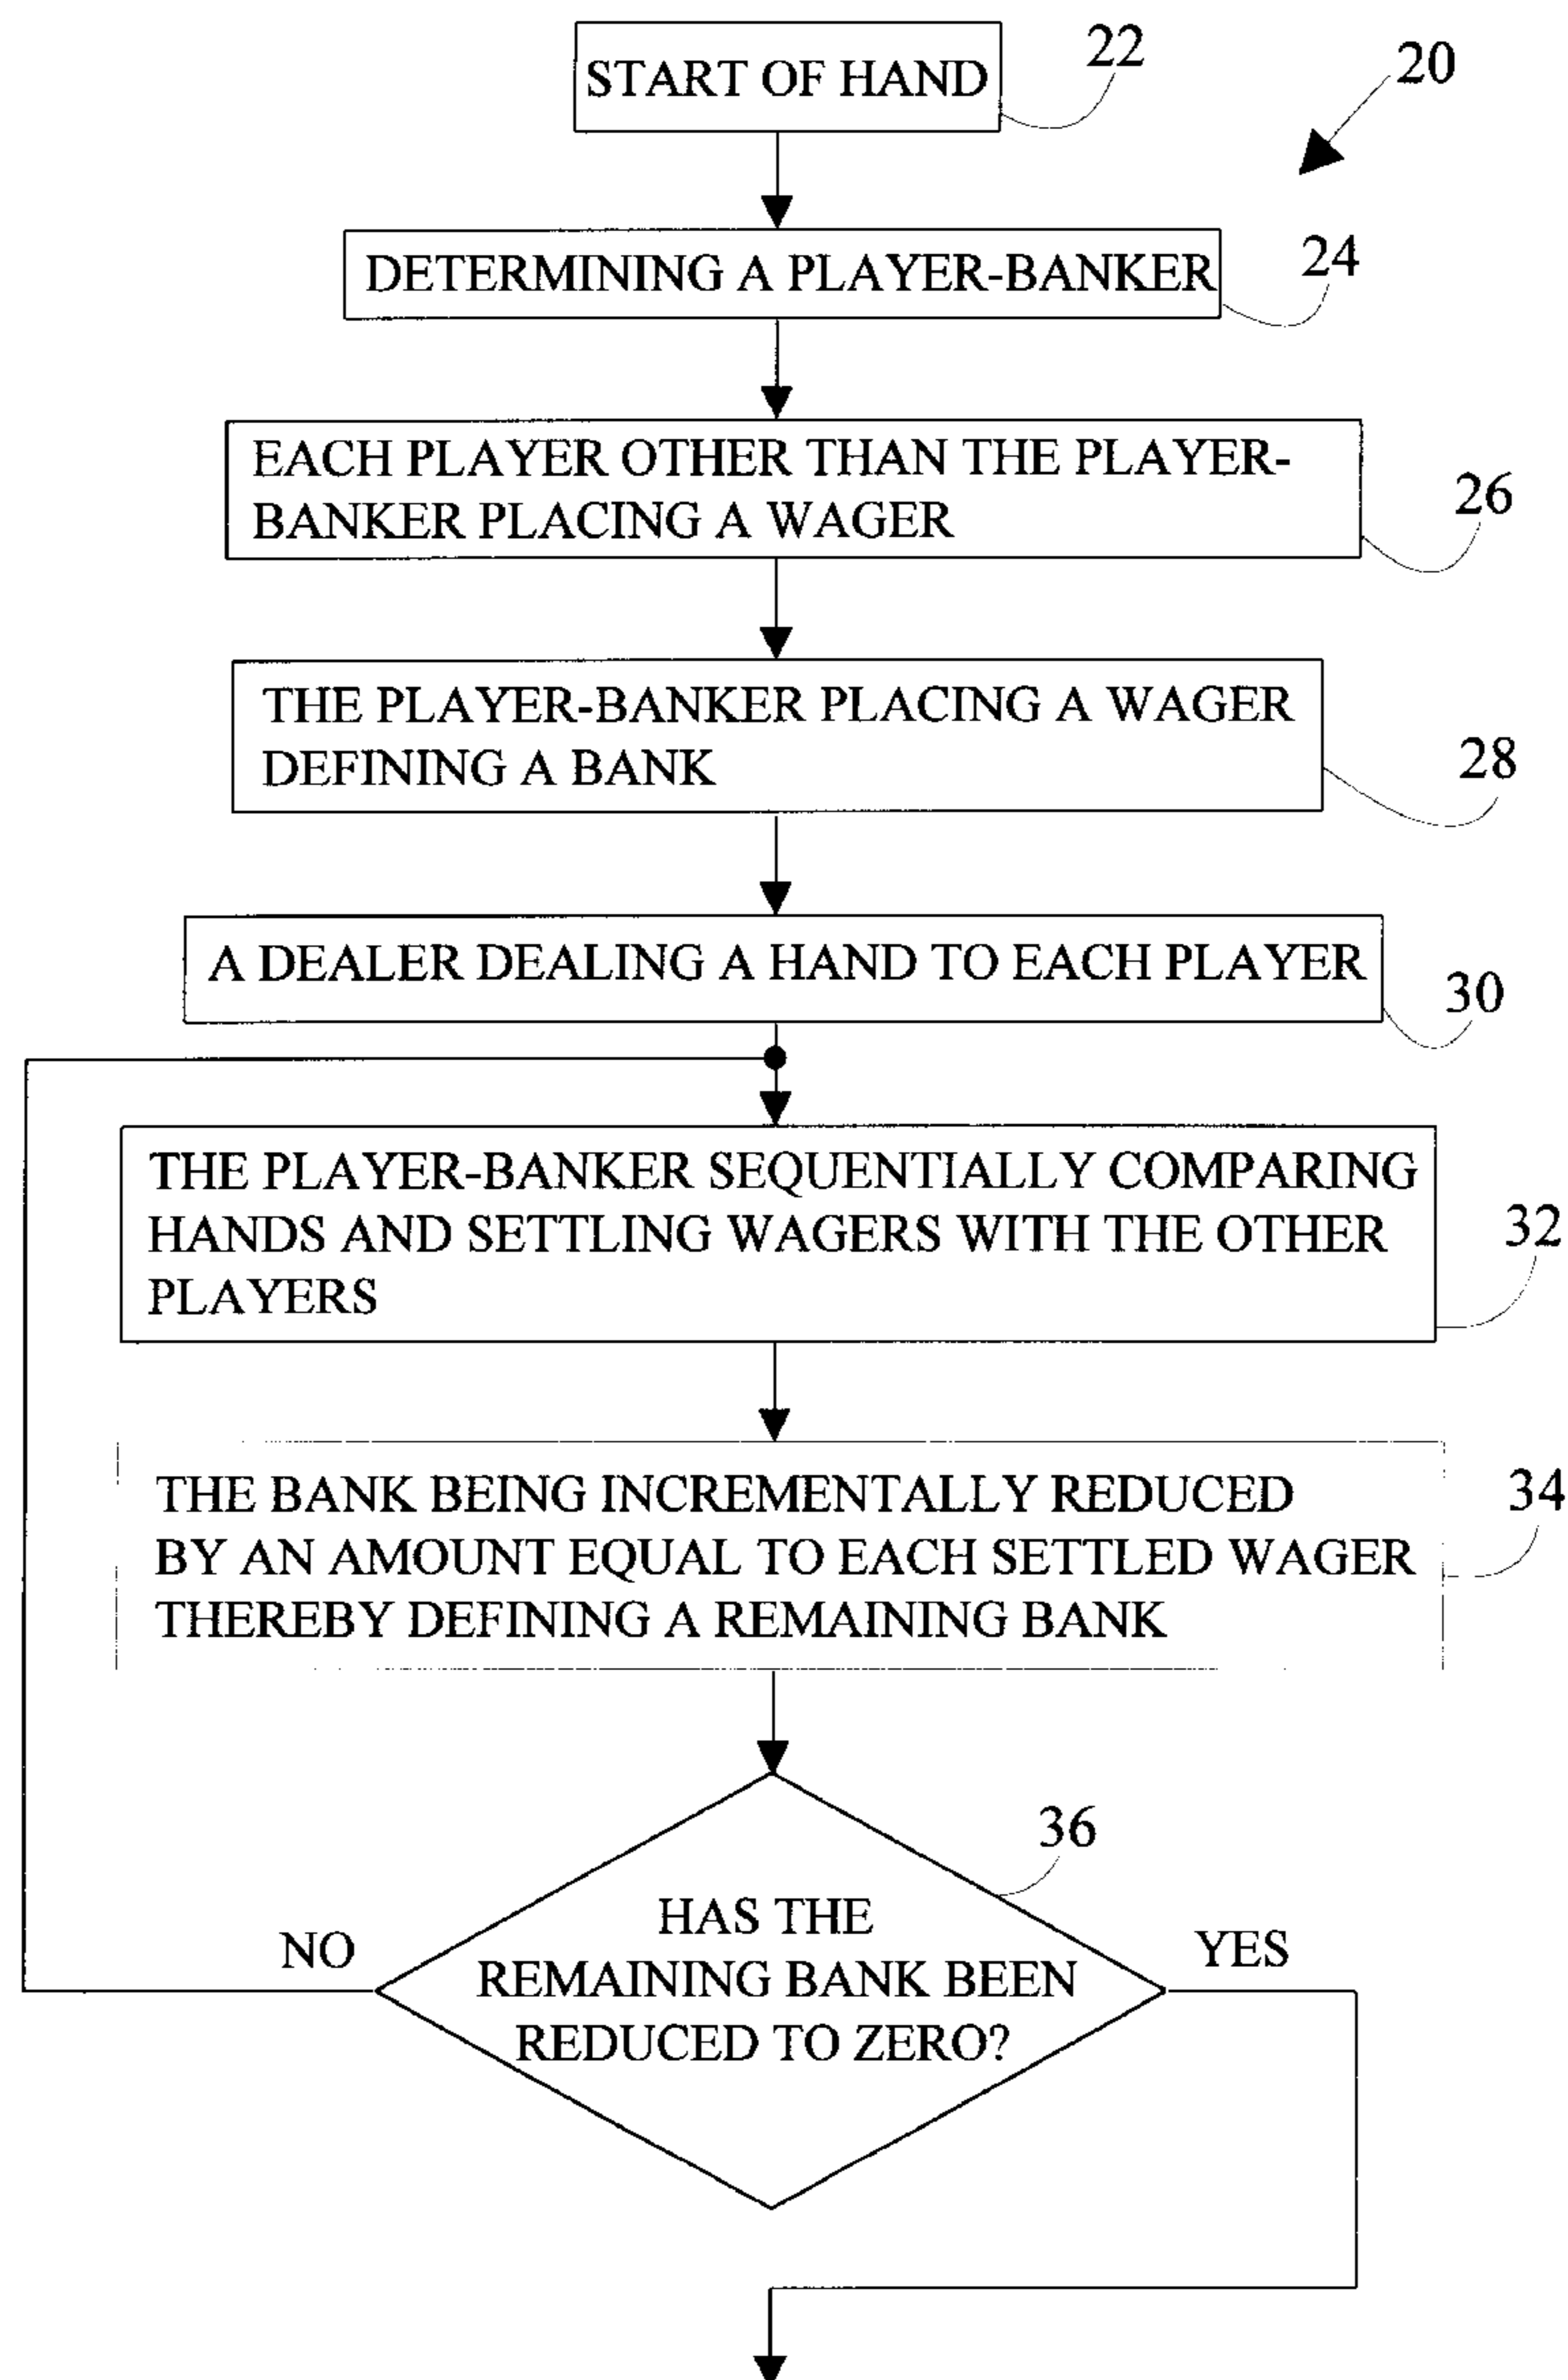 START OF HAND
22
20
DETERMINING A PLAYER-BANKER
24
EACH PLAYER OTHER THAN THE PLAYER-
BANKER PLACING A WAGER
26
THE PLAYER-BANKER PLACING A WAGER
DEFINING A BANK
28
A DEALER DEALING A HAND TO EACH PLAYER
30
THE PLAYER-BANKER SEQUENTIALLY COMPARING
HANDS AND SETTLING WAGERS WITH THE OTHER
PLAYERS
32
THE BANK BEING INCREMENTALLY REDUCED
BY AN AMOUNT EQUAL TO EACH SETTLED WAGER
THEREBY DEFINING A REMAINING BANK
34
36
HAS THE
REMAINING BANK BEEN
REDUCED TO ZERO?
NO
YES